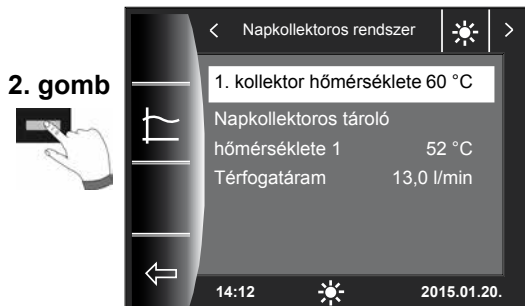 2. gomb
Napkollektoros rendszer
1. kollektor hőmérséklete 60 °C
Napkollektoros tároló
hőmérséklete 1 52 °C
Térfogatáram 13,0 l/min
14:12 2015.01.20.